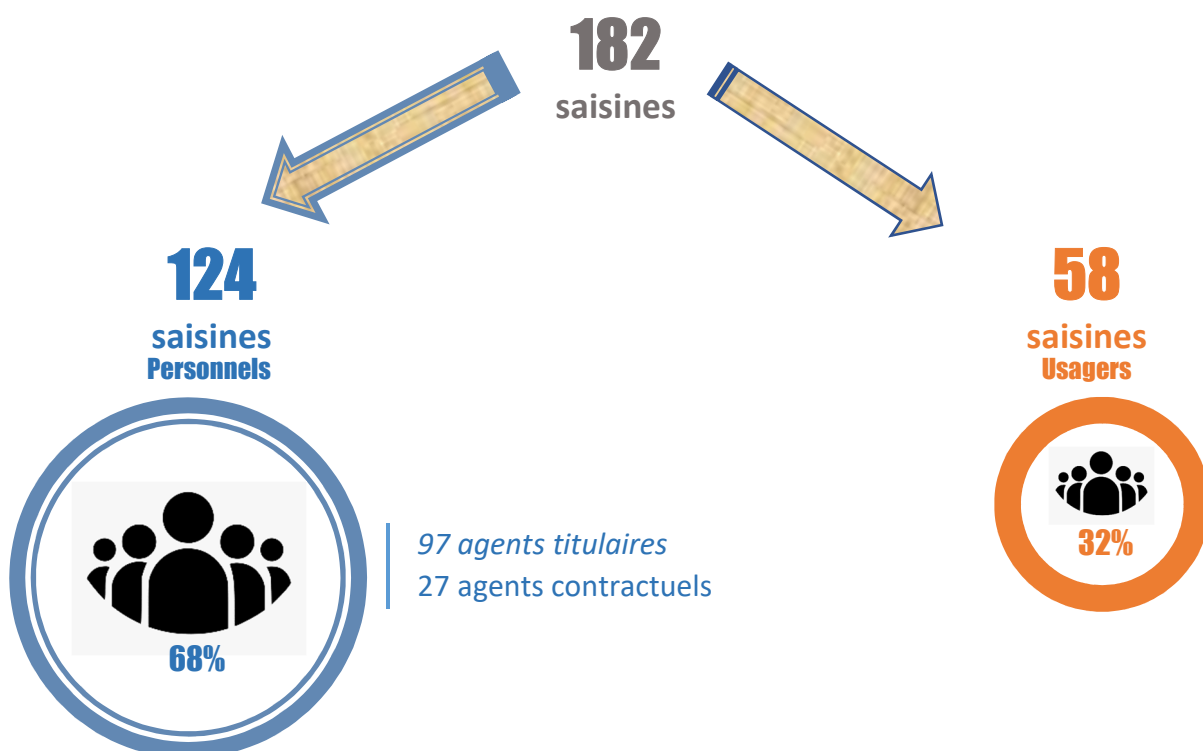 182
saisines
124
saisines
Personnels
68%
97 agents titulaires
27 agents contractuels
58
saisines
Usagers
32%